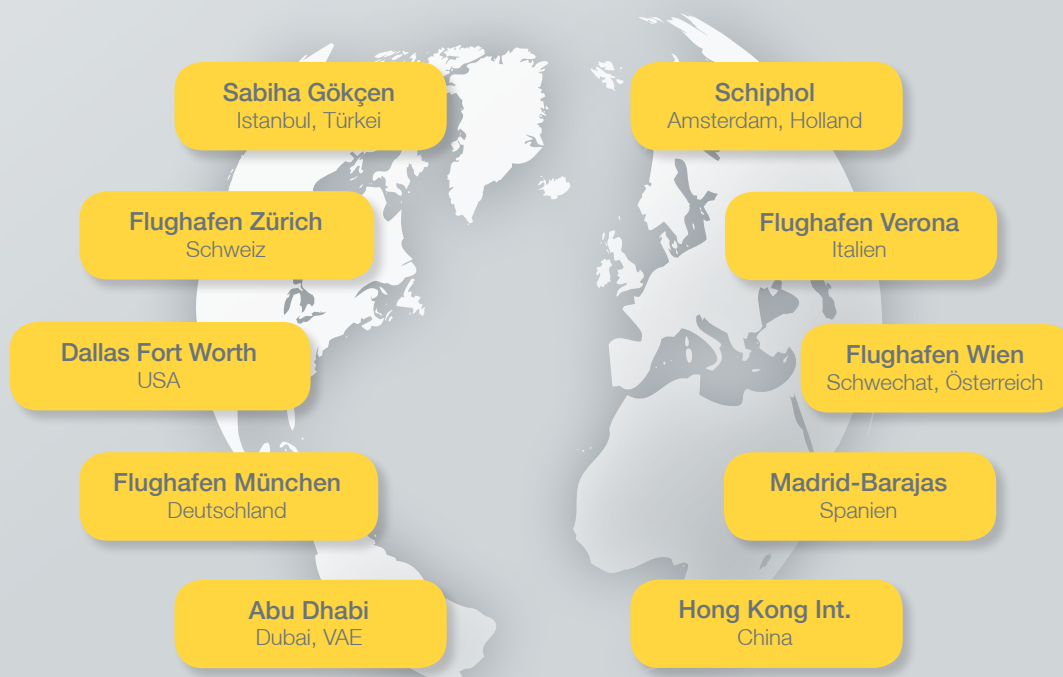 Sabiha Gökçen
Istanbul, Türkei
Schiphol
Amsterdam, Holland
Flughafen Zürich
Schweiz
Flughafen Verona
Italien
Dallas Fort Worth
USA
Flughafen Wien
Schwechat, Österreich
Flughafen München
Deutschland
Madrid-Barajas
Spanien
Abu Dhabi
Dubai, VAE
Hong Kong Int.
China